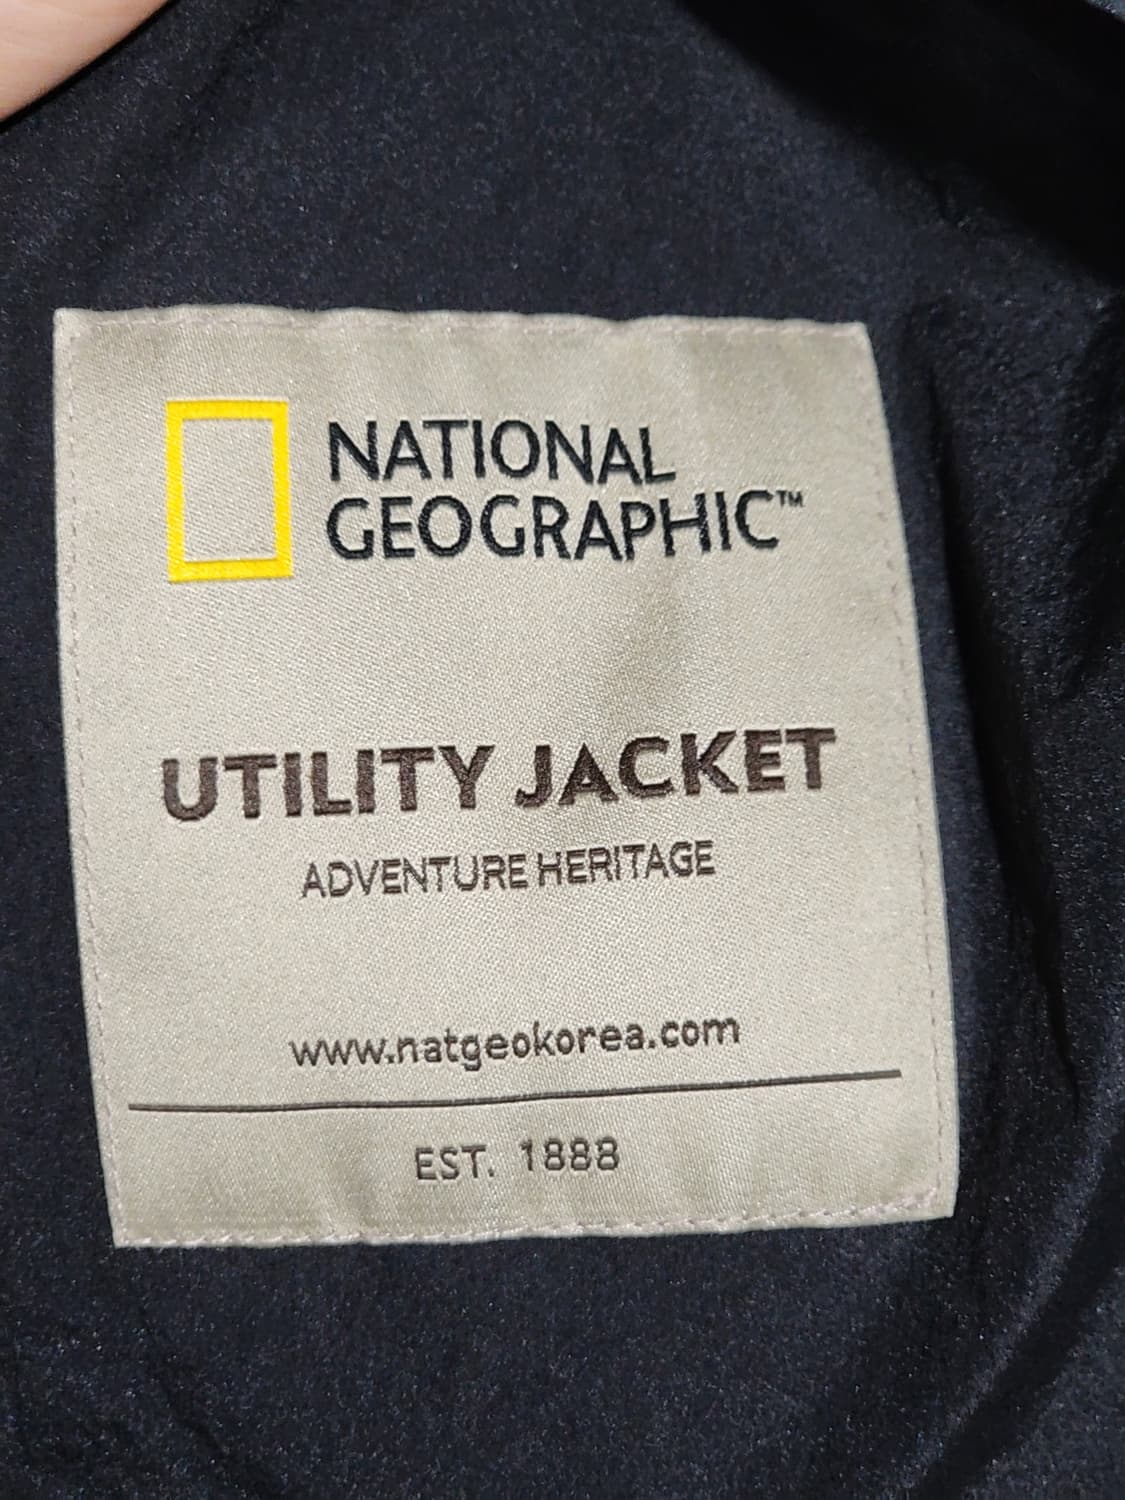 NATIONAL
GEOGRAPHIC™
UTILITY JACKET
ADVENTURE HERITAGE
www.natgeokorea.com
EST. 1888